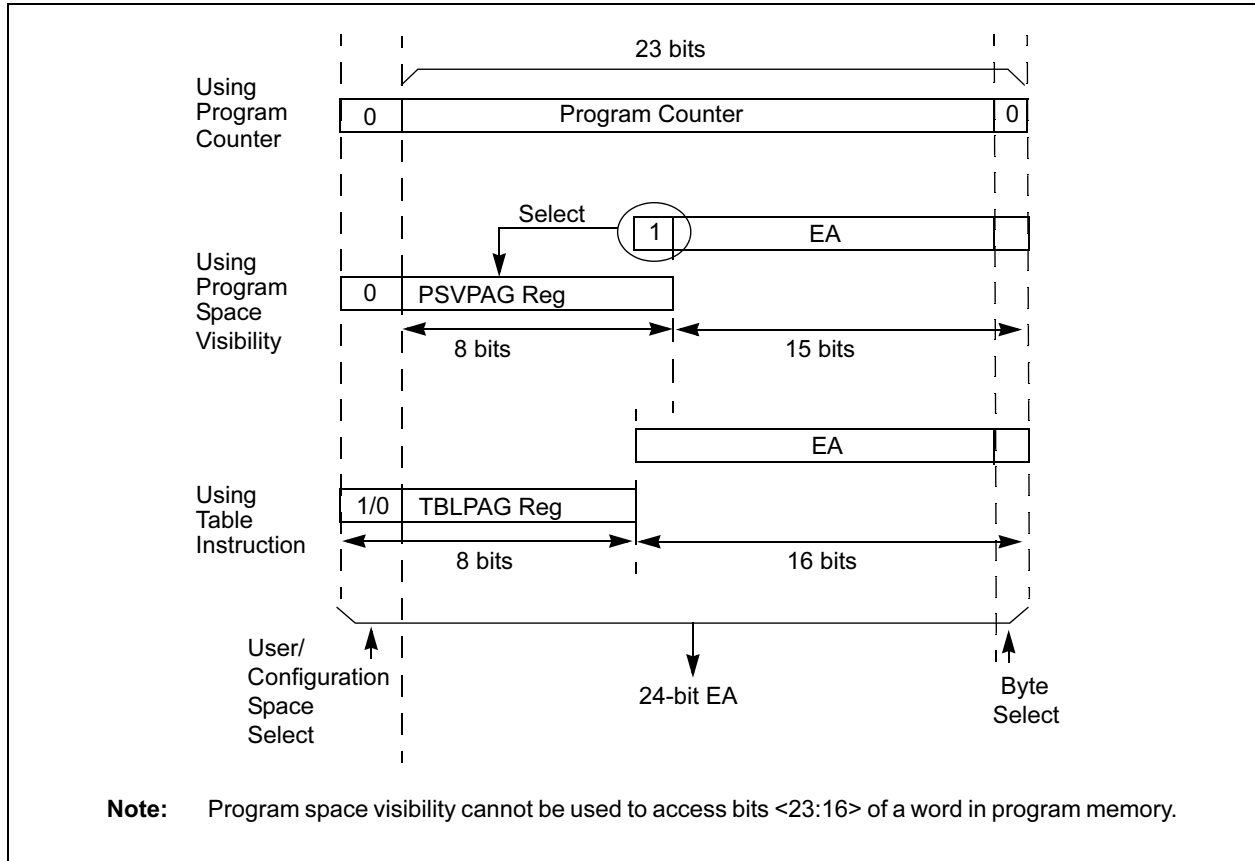 23 bits
Using
Program
Counter
0
Program Counter
0
Select
1
EA
Using
Program
Space
Visibility
0
PSVPAG Reg
8 bits
15 bits
EA
Using
Table
Instruction
1/0
TBLPAG Reg
8 bits
16 bits
User/
Configuration
Space
Select
24-bit EA
Byte
Select
Note: Program space visibility cannot be used to access bits <23:16> of a word in program memory.